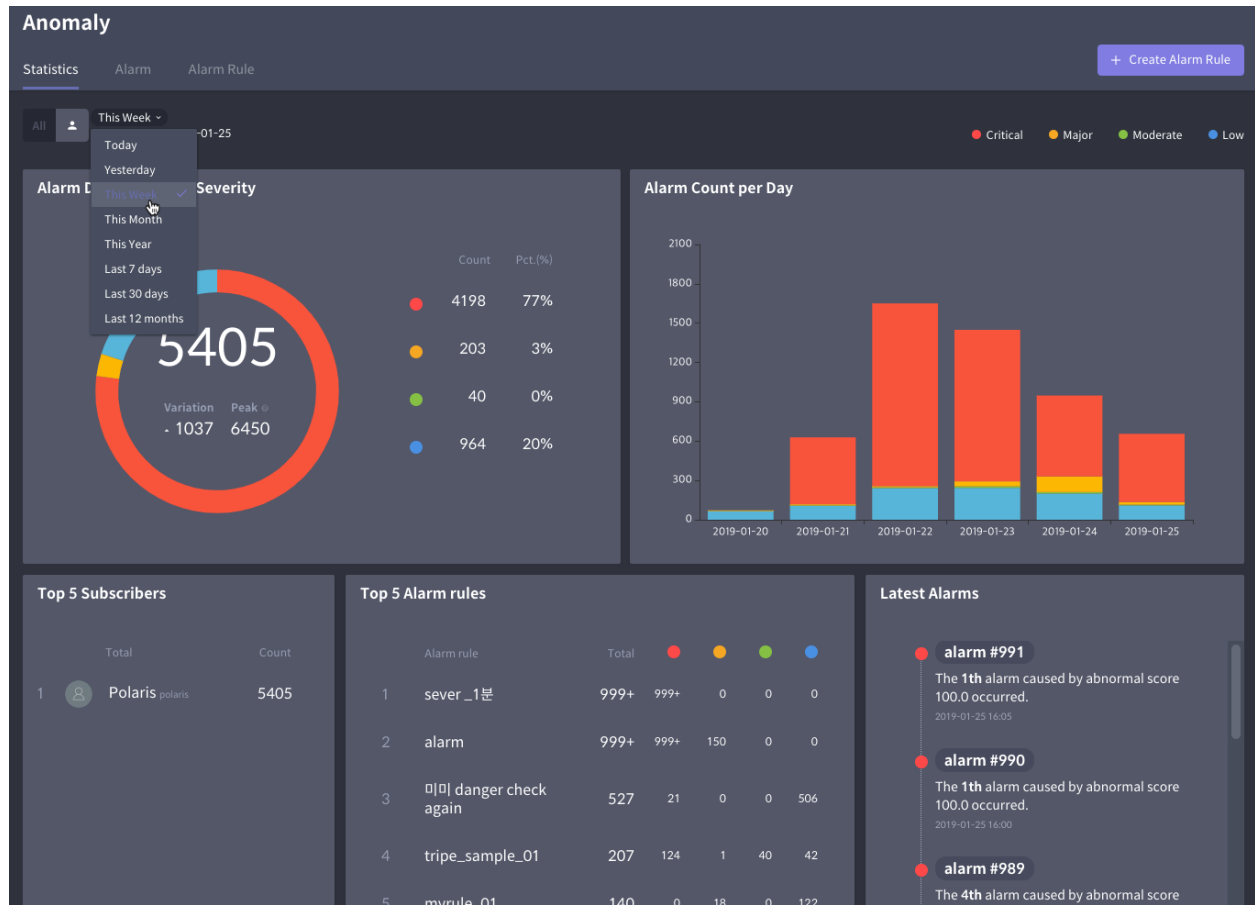 Anomaly
Statistics Alarm Alarm Rule
+ Create Alarm Rule
All This Week
-01-25
Today
Yesterday
This Week
This Month
This Year
Last 7 days
Last 30 days
Last 12 months
Critical Major Moderate Low
Alarm D Severity
Count Pct.(%)
4198 77%
203 3%
40 0%
964 20%
5405
Variation Peak
- 1037 6450
Alarm Count per Day
2100
1800
1500
1200
900
600
300
0
2019-01-20 2019-01-21 2019-01-22 2019-01-23 2019-01-24 2019-01-25
Top 5 Subscribers
Total Count
1 Polaris polaris 5405
Top 5 Alarm rules
Alarm rule Total
1 sever _1분 999+ 999+ 0 0 0
2 alarm 999+ 999+ 150 0 0
3 미미 danger check again 527 21 0 0 506
4 tripe_sample_01 207 124 1 40 42
5 myrule_01 140 0 18 0 122
Latest Alarms
alarm #991
The 1th alarm caused by abnormal score
100.0 occurred.
2019-01-25 16:05
alarm #990
The 1th alarm caused by abnormal score
100.0 occurred.
2019-01-25 16:00
alarm #989
The 4th alarm caused by abnormal score